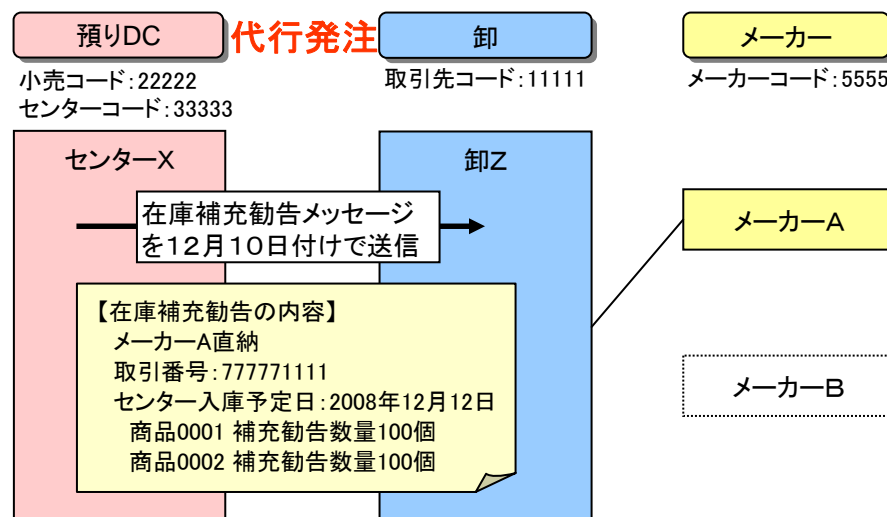 預りDC
代行発注
卸
メーカー
小売コード:22222
センターコード:33333
取引先コード:11111
メーカーコード:5555
センターX
卸Z
在庫補充勧告メッセージ
を12月10日付けで送信
メーカーA
【在庫補充勧告の内容】
メーカーA直納
取引番号:777771111
センター入庫予定日:2008年12月12日
商品0001 補充勧告数量100個
商品0002 補充勧告数量100個
メーカーB